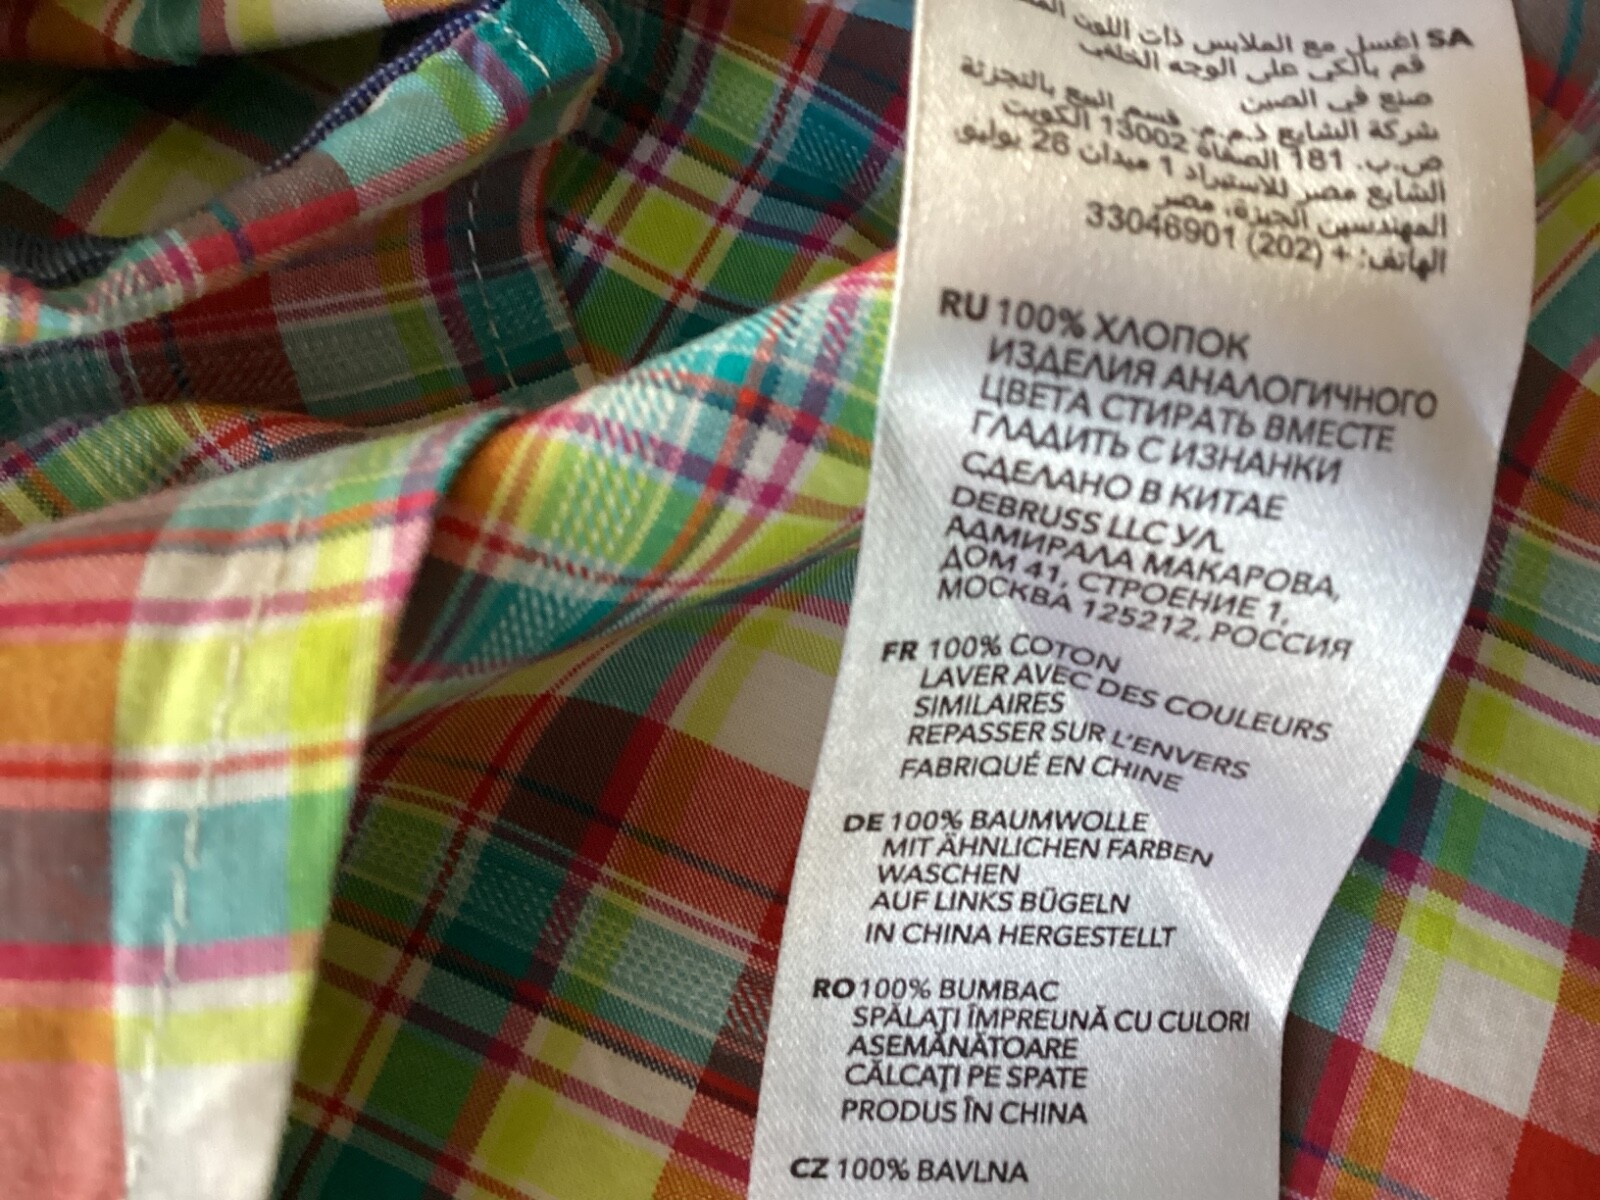 SA اغسل مع الملابس ذات اللون
قم بالكي على الوجه الخلفي
صنع في الصين
شركة الشايع ذ.م.م. قسم البيع بالتجزئة
ص.ب. 181 الصفاة 13002 الكويت
الشايع مصر للاستيراد 1 ميدان 26 يوليو
المهندسين الجيزة، مصر
الهاتف: + (202) 33046901
RU 100% ХЛОПОК
ИЗДЕЛИЯ АНАЛОГИЧНОГО
ЦВЕТА СТИРАТЬ ВМЕСТЕ
ГЛАДИТЬ С ИЗНАНКИ
СДЕЛАНО В КИТАЕ
DEBRUSS LLC УЛ.
АДМИРАЛА МАКАРОВА,
ДОМ 41, СТРОЕНИЕ 1,
МОСКВА 125212, РОССИЯ
FR 100% COTON
LAVER AVEC DES COULEURS
SIMILAIRES
REPASSER SUR L'ENVERS
FABRIQUÉ EN CHINE
DE 100% BAUMWOLLE
MIT ÄHNLICHEN FARBEN
WASCHEN
AUF LINKS BÜGELN
IN CHINA HERGESTELLT
RO 100% BUMBAC
SPĂLAŢI ÎMPREUNĂ CU CULORI
ASEMĂNĂTOARE
CĂLCAŢI PE SPATE
PRODUS ÎN CHINA
CZ 100% BAVLNA